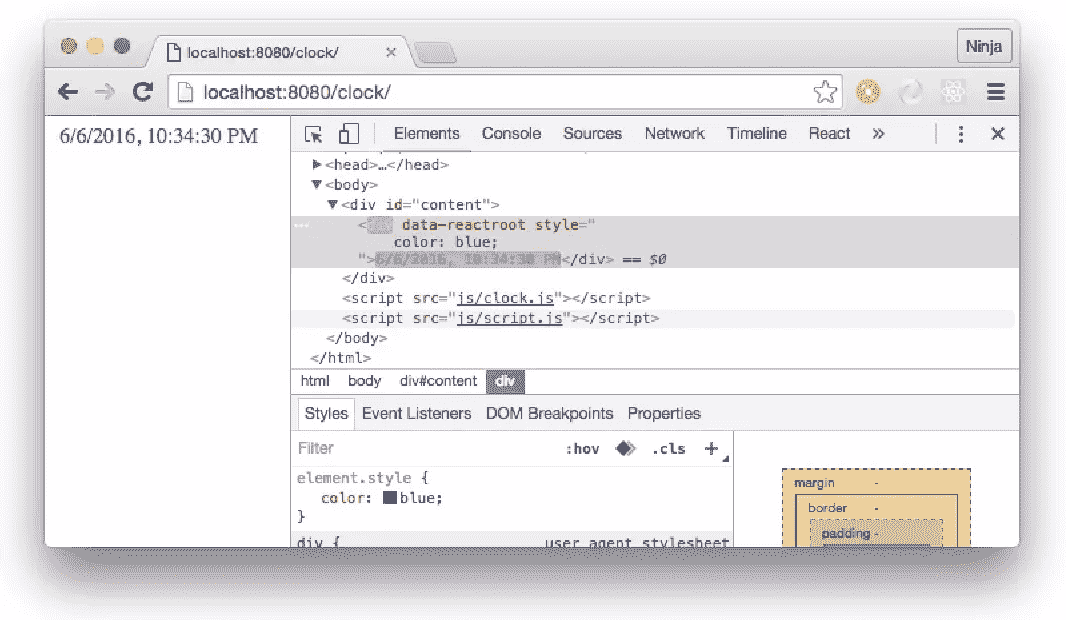 localhost:8080/clock/
Ninja
localhost:8080/clock/
6/6/2016, 10:34:30 PM
Elements Console Sources Network Timeline React »
<head>…</head>
<body>
<div id="content">
< data-reactroot style="
color: blue;
">6/6/2016, 10:34:30 PM</div> == $0
</div>
<script src="js/clock.js"></script>
<script src="js/script.js"></script>
</body>
</html>
html body div#content div
Styles Event Listeners DOM Breakpoints Properties
Filter :hov .cls +
element.style {
color: blue;
}
div { user agent stylesheet
margin -
border -
padding -